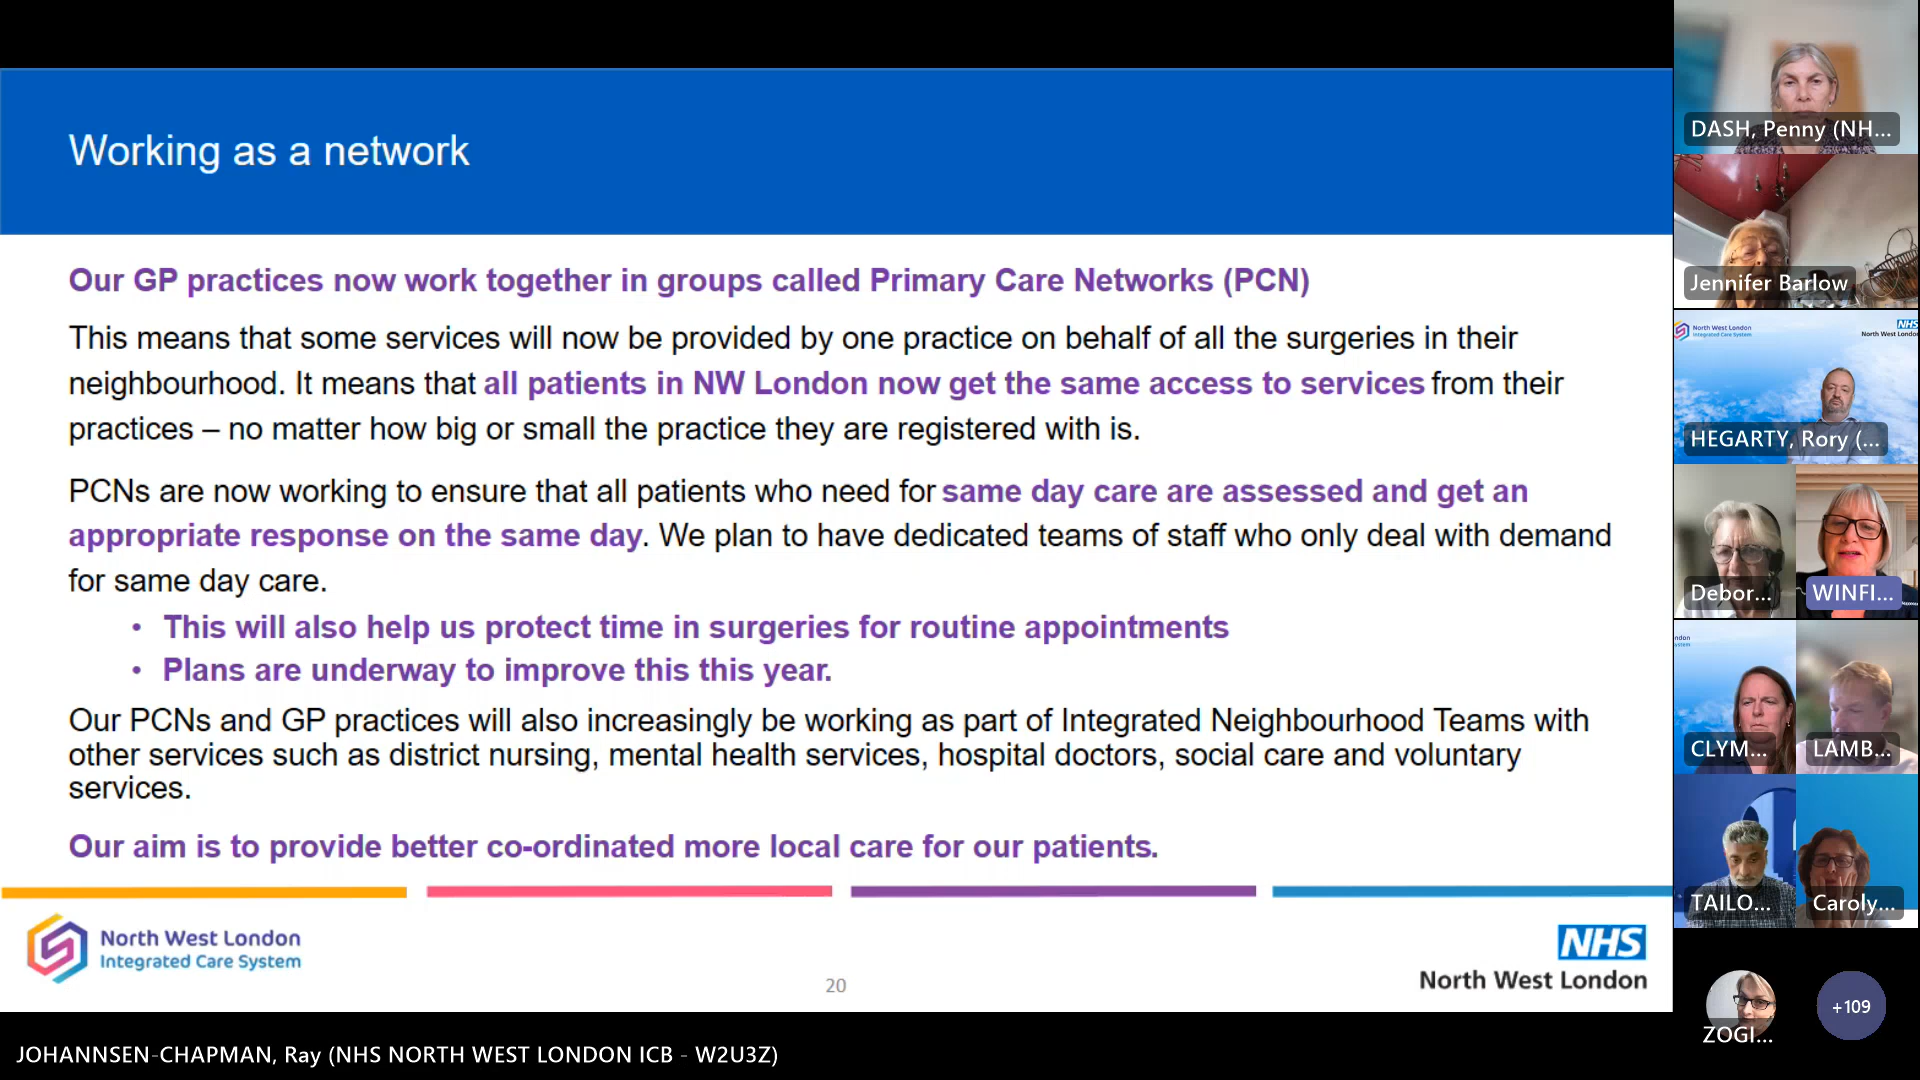 Working as a network
Our GP practices now work together in groups called Primary Care Networks (PCN)
This means that some services will now be provided by one practice on behalf of all the surgeries in their
neighbourhood. It means that all patients in NW London now get the same access to services from their
practices – no matter how big or small the practice they are registered with is.
PCNs are now working to ensure that all patients who need for same day care are assessed and get an
appropriate response on the same day. We plan to have dedicated teams of staff who only deal with demand
for same day care.
• This will also help us protect time in surgeries for routine appointments
• Plans are underway to improve this this year.
Our PCNs and GP practices will also increasingly be working as part of Integrated Neighbourhood Teams with
other services such as district nursing, mental health services, hospital doctors, social care and voluntary
services.
Our aim is to provide better co-ordinated more local care for our patients.
North West London
Integrated Care System
20
NHS
North West London
JOHANNSEN-CHAPMAN, Ray (NHS NORTH WEST LONDON ICB - W2U3Z)
DASH, Penny (NH...
Jennifer Barlow
North West London
Integrated Care System
NHS
North West London
HEGARTY, Rory (...
Debor...
WINFI...
CLYM...
LAMB...
TAILO...
Caroly...
ZOGI...
+109